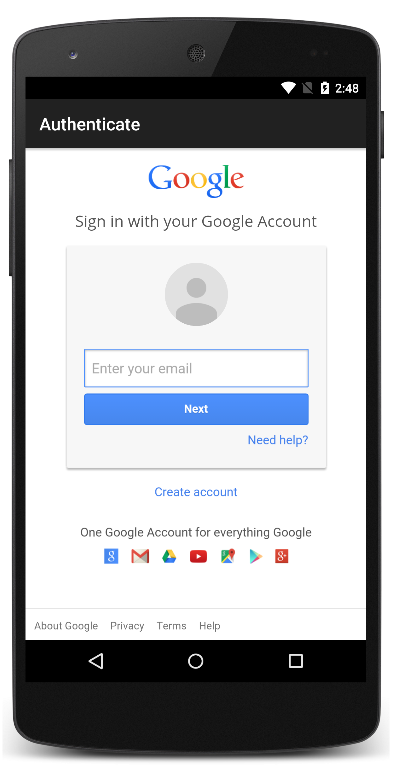 2:48
Authenticate
Google
Sign in with your Google Account
Enter your email
Next
Need help?
Create account
One Google Account for everything Google
About Google Privacy Terms Help